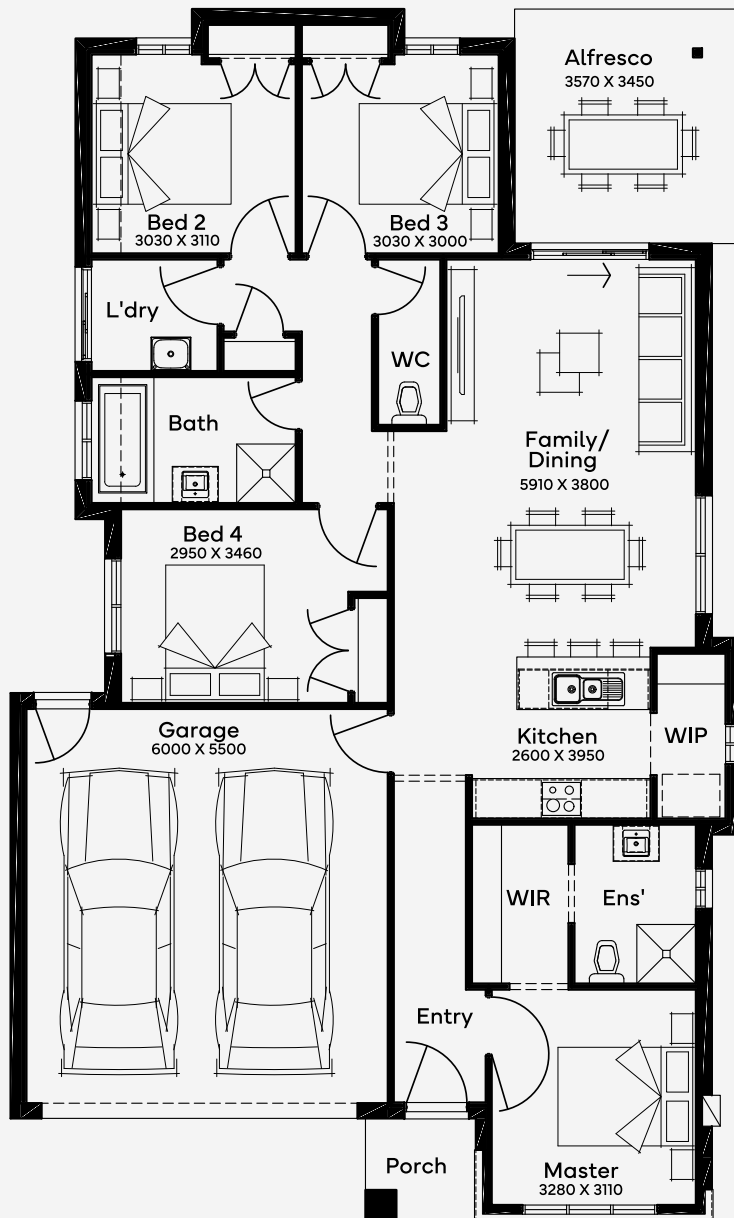 Alfresco
3570 X 3450
Bed 2
3030 X 3110
Bed 3
3030 X 3000
L'dry
WC
Bath
Family/
Dining
5910 X 3800
Bed 4
2950 X 3460
Garage
6000 X 5500
Kitchen
2600 X 3950
WIP
WIR
Ens'
Entry
Porch
Master
3280 X 3110